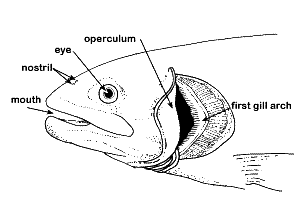 operculum
eye
nostril
mouth
first gill arch